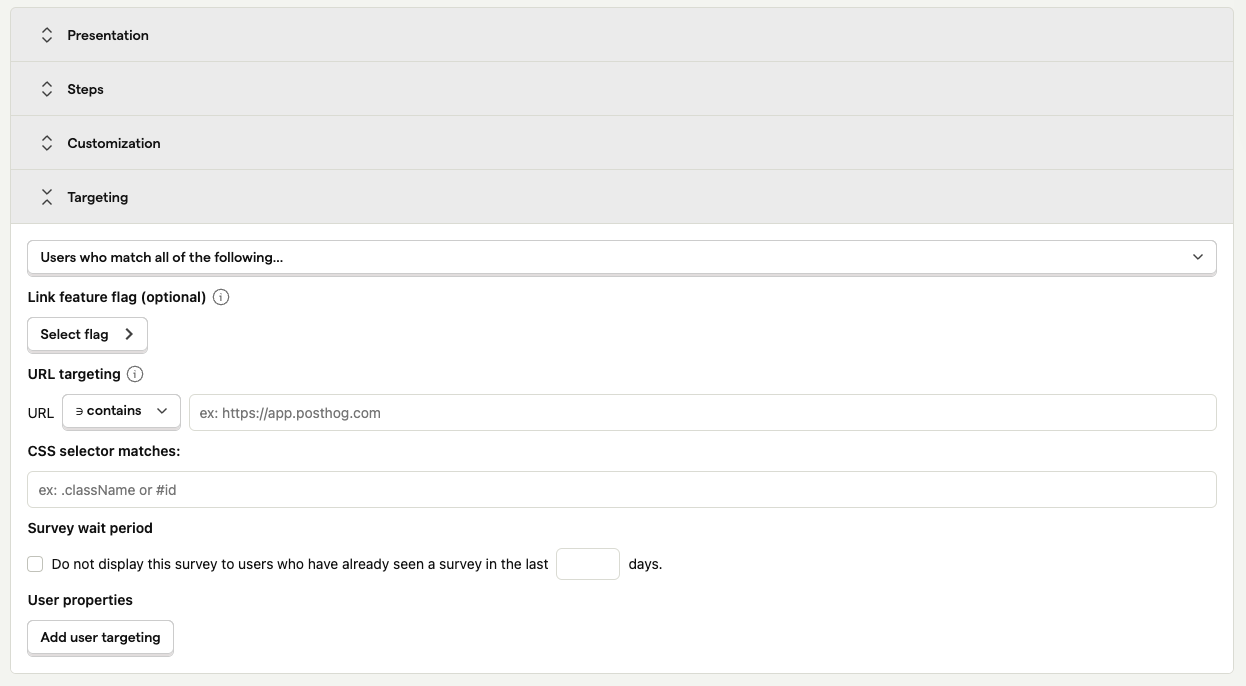 Presentation
Steps
Customization
Targeting
Users who match all of the following...
Link feature flag (optional)
Select flag
URL targeting
URL ∋ contains ex: https://app.posthog.com
CSS selector matches:
ex: .className or #id
Survey wait period
Do not display this survey to users who have already seen a survey in the last days.
User properties
Add user targeting